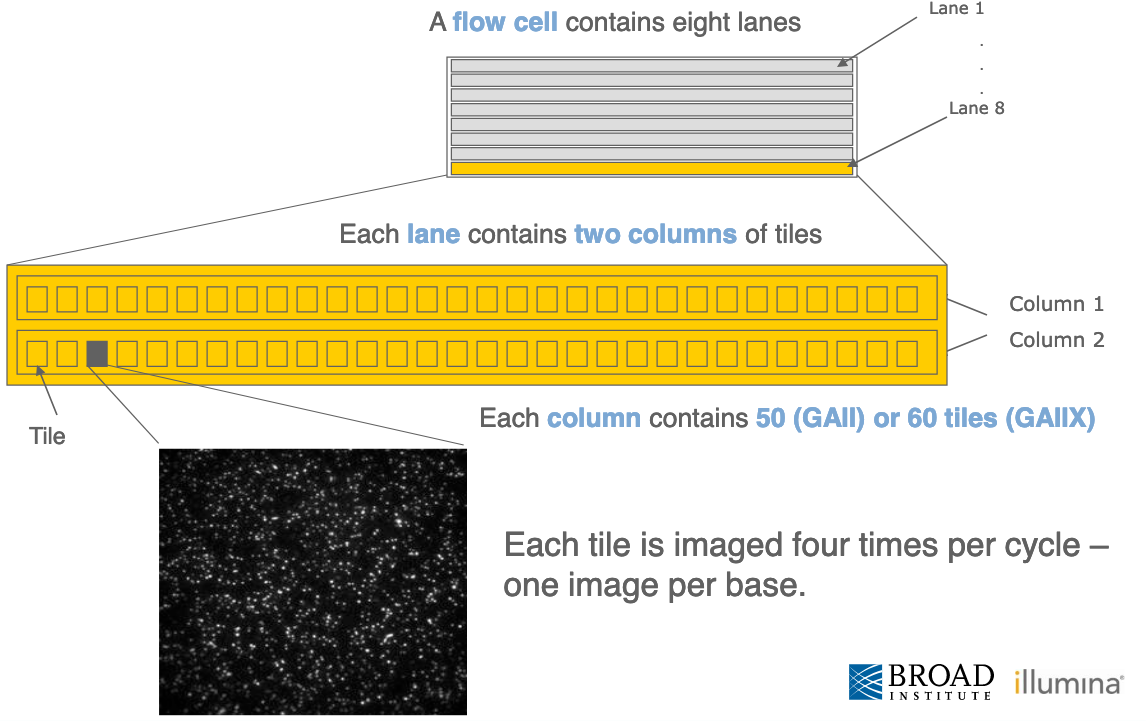 A flow cell contains eight lanes
Lane 1
.
.
.
Lane 8
Each lane contains two columns of tiles
Column 1
Column 2
Each column contains 50 (GAII) or 60 tiles (GAIIX)
Tile
Each tile is imaged four times per cycle –
one image per base.
BROAD
INSTITUTE
illumina®